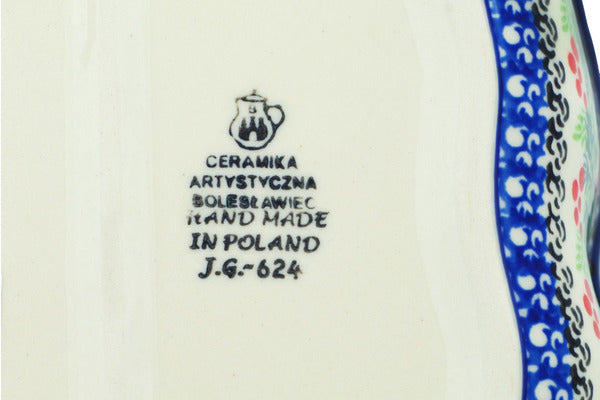 CERAMIKA
ARTYSTYCZNA
BOLESŁAWIEC
HAND MADE
IN POLAND
J.G.-624